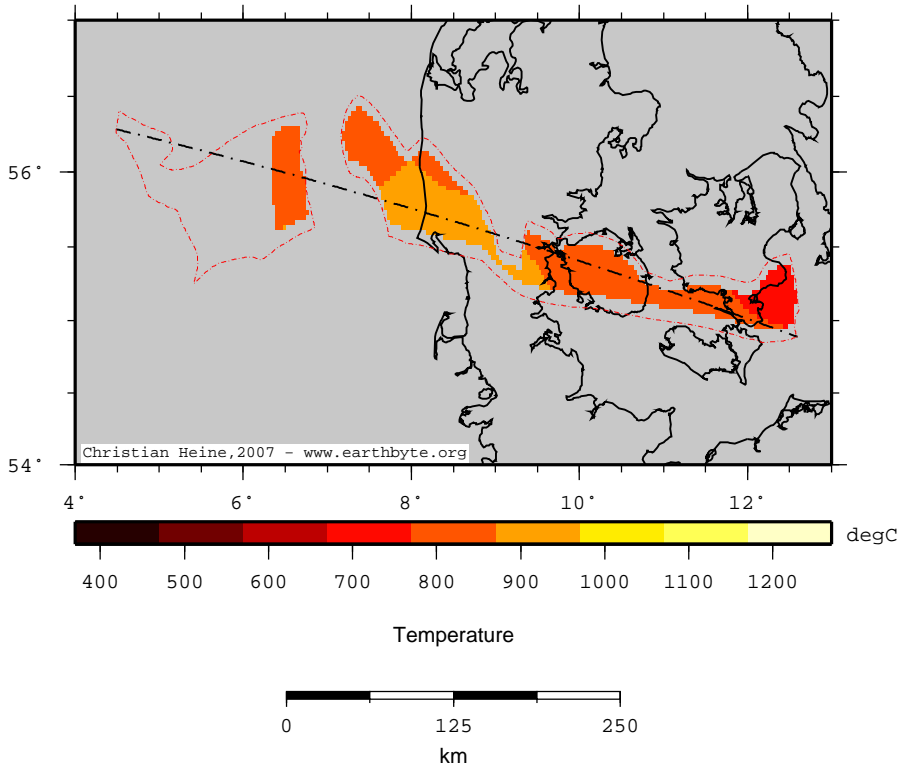 56°
54°
Christian Heine,2007 - www.earthbyte.org
4° 6° 8° 10° 12°
degC
400 500 600 700 800 900 1000 1100 1200
Temperature
0 125 250
km